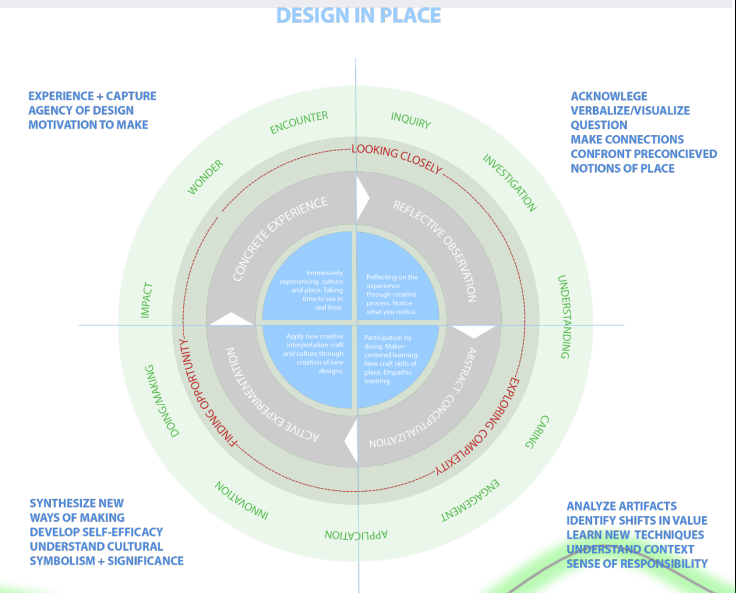 DESIGN IN PLACE
EXPERIENCE + CAPTURE
AGENCY OF DESIGN
MOTIVATION TO MAKE
ACKNOWLEGE
VERBALIZE/VISUALIZE
QUESTION
MAKE CONNECTIONS
CONFRONT PRECONCIEVED
NOTIONS OF PLACE
ENCOUNTER
INQUIRY
WONDER
INVESTIGATION
IMPACT
UNDERSTANDING
DOING/MAKING
CARING
INNOVATION
ENGAGEMENT
APPLICATION
LOOKING CLOSELY
EXPLORING COMPLEXITY
FINDING OPPORTUNITY
CONCRETE EXPERIENCE
REFLECTIVE OBSERVATION
ABSTRACT CONCEPTUALIZATION
ACTIVE EXPERIMENTATION
Immersively
experiencing, culture
and place. Taking
time to see in
real time.
Reflecting on the
experience
through creative
process. Notice
what you notice.
Apply new creative
interpretation craft
and culture through
creation of new
designs.
Participation by
doing. Maker-
centered learning.
New craft skills of
place. Empathic
learning.
SYNTHESIZE NEW
WAYS OF MAKING
DEVELOP SELF-EFFICACY
UNDERSTAND CULTURAL
SYMBOLISM + SIGNIFICANCE
ANALYZE ARTIFACTS
IDENTIFY SHIFTS IN VALUE
LEARN NEW TECHNIQUES
UNDERSTAND CONTEXT
SENSE OF RESPONSIBILITY